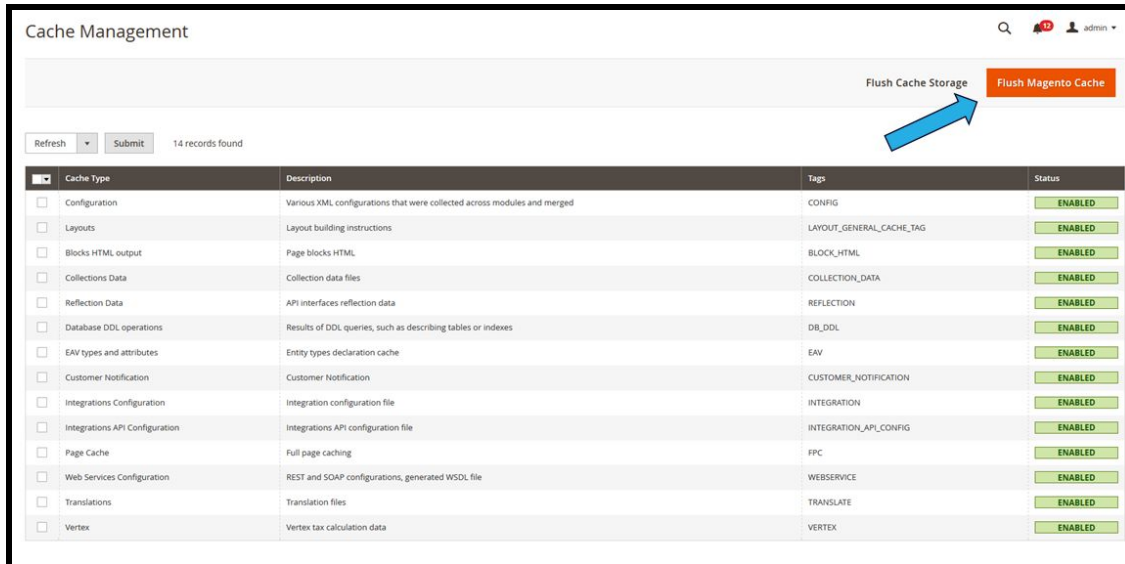 Cache Management
12
admin
Flush Cache Storage Flush Magento Cache
Refresh Submit 14 records found
Cache Type Description Tags Status
Configuration Various XML configurations that were collected across modules and merged CONFIG ENABLED
Layouts Layout building instructions LAYOUT_GENERAL_CACHE_TAG ENABLED
Blocks HTML output Page blocks HTML BLOCK_HTML ENABLED
Collections Data Collection data files COLLECTION_DATA ENABLED
Reflection Data API interfaces reflection data REFLECTION ENABLED
Database DDL operations Results of DDL queries, such as describing tables or indexes DB_DDL ENABLED
EAV types and attributes Entity types declaration cache EAV ENABLED
Customer Notification Customer Notification CUSTOMER_NOTIFICATION ENABLED
Integrations Configuration Integration configuration file INTEGRATION ENABLED
Integrations API Configuration Integrations API configuration file INTEGRATION_API_CONFIG ENABLED
Page Cache Full page caching FPC ENABLED
Web Services Configuration REST and SOAP configurations, generated WSDL file WEBSERVICE ENABLED
Translations Translation files TRANSLATE ENABLED
Vertex Vertex tax calculation data VERTEX ENABLED